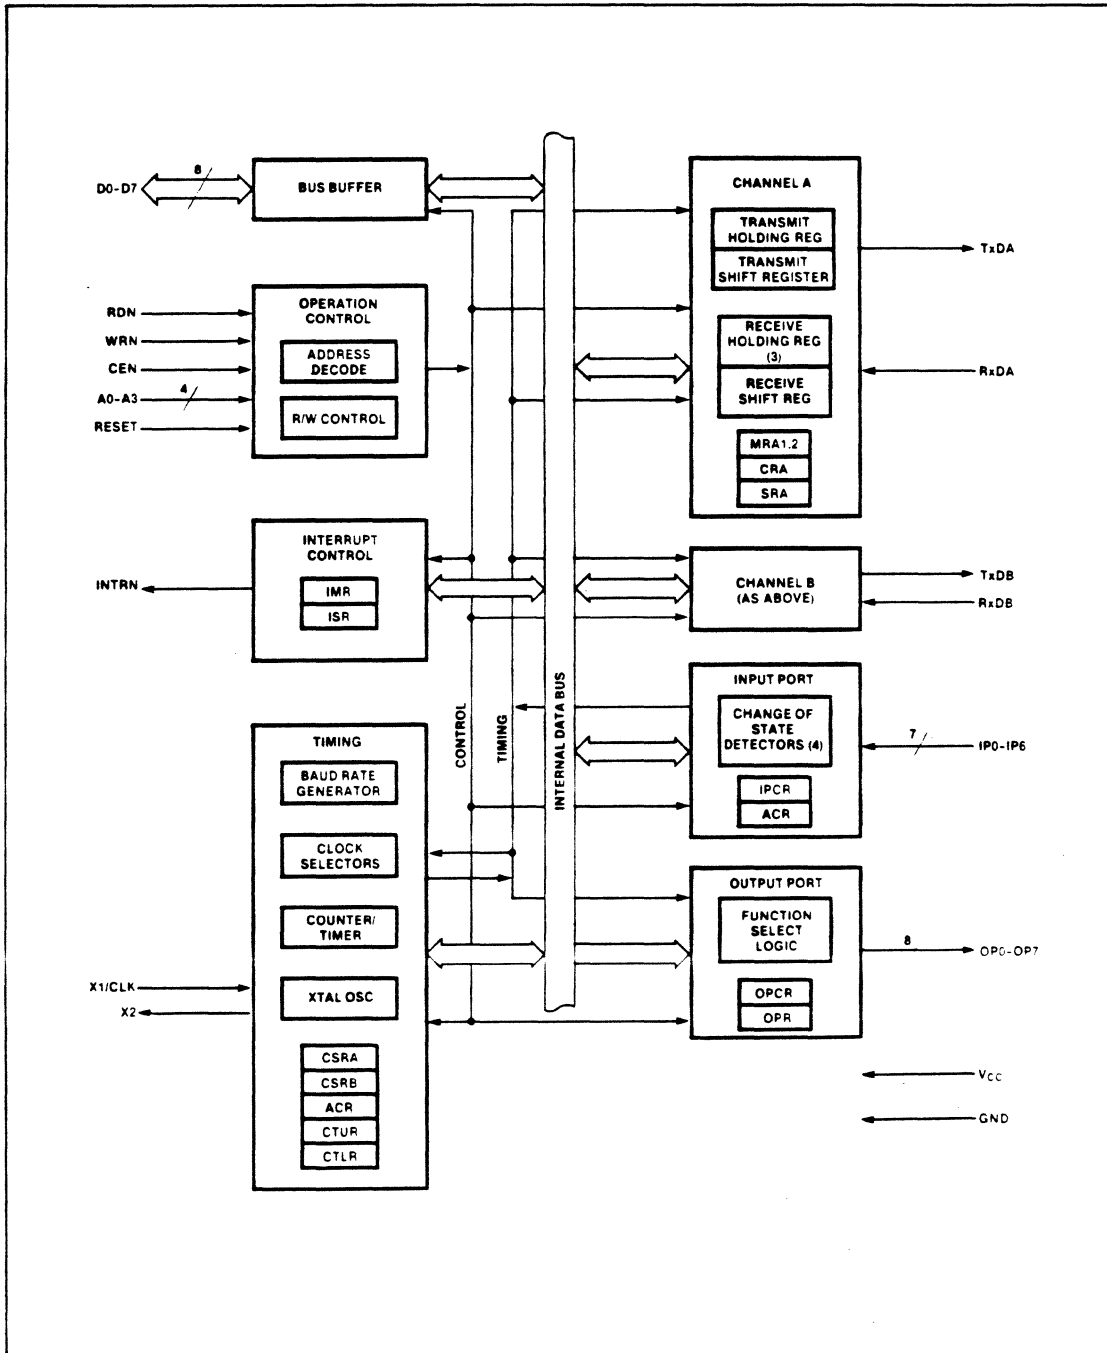 D0-D7
8
BUS BUFFER
RDN
WRN
CEN
A0-A3
4
RESET
OPERATION
CONTROL
ADDRESS
DECODE
R/W CONTROL
INTRN
INTERRUPT
CONTROL
IMR
ISR
TIMING
BAUD RATE
GENERATOR
CLOCK
SELECTORS
COUNTER/
TIMER
XTAL OSC
X1/CLK
X2
CSRA
CSRB
ACR
CTUR
CTLR
CONTROL
TIMING
INTERNAL DATA BUS
CHANNEL A
TRANSMIT
HOLDING REG
TRANSMIT
SHIFT REGISTER
RECEIVE
HOLDING REG
(3)
RECEIVE
SHIFT REG
MRA1,2
CRA
SRA
TxDA
RxDA
CHANNEL B
(AS ABOVE)
TxDB
RxDB
INPUT PORT
CHANGE OF
STATE
DETECTORS (4)
IPCR
ACR
7
IP0-IP6
OUTPUT PORT
FUNCTION
SELECT
LOGIC
OPCR
OPR
8
OP0-OP7
VCC
GND